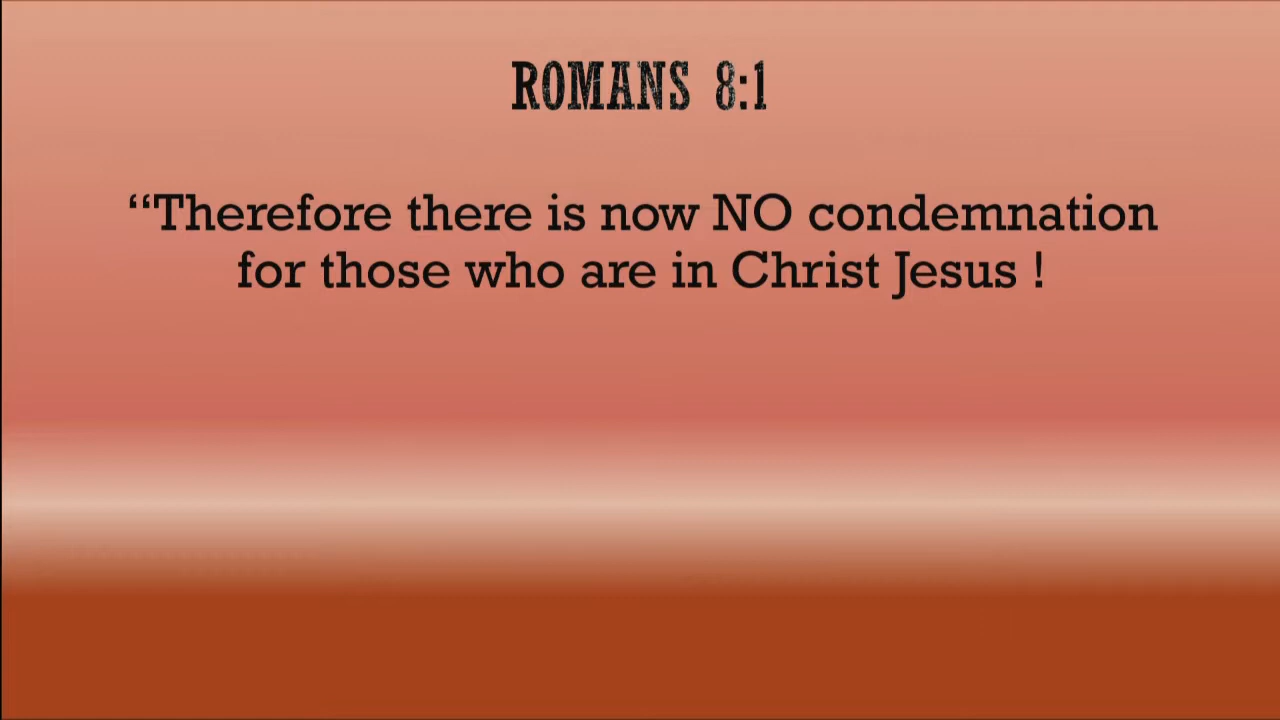 ROMANS 8:1
“Therefore there is now NO condemnation
for those who are in Christ Jesus !